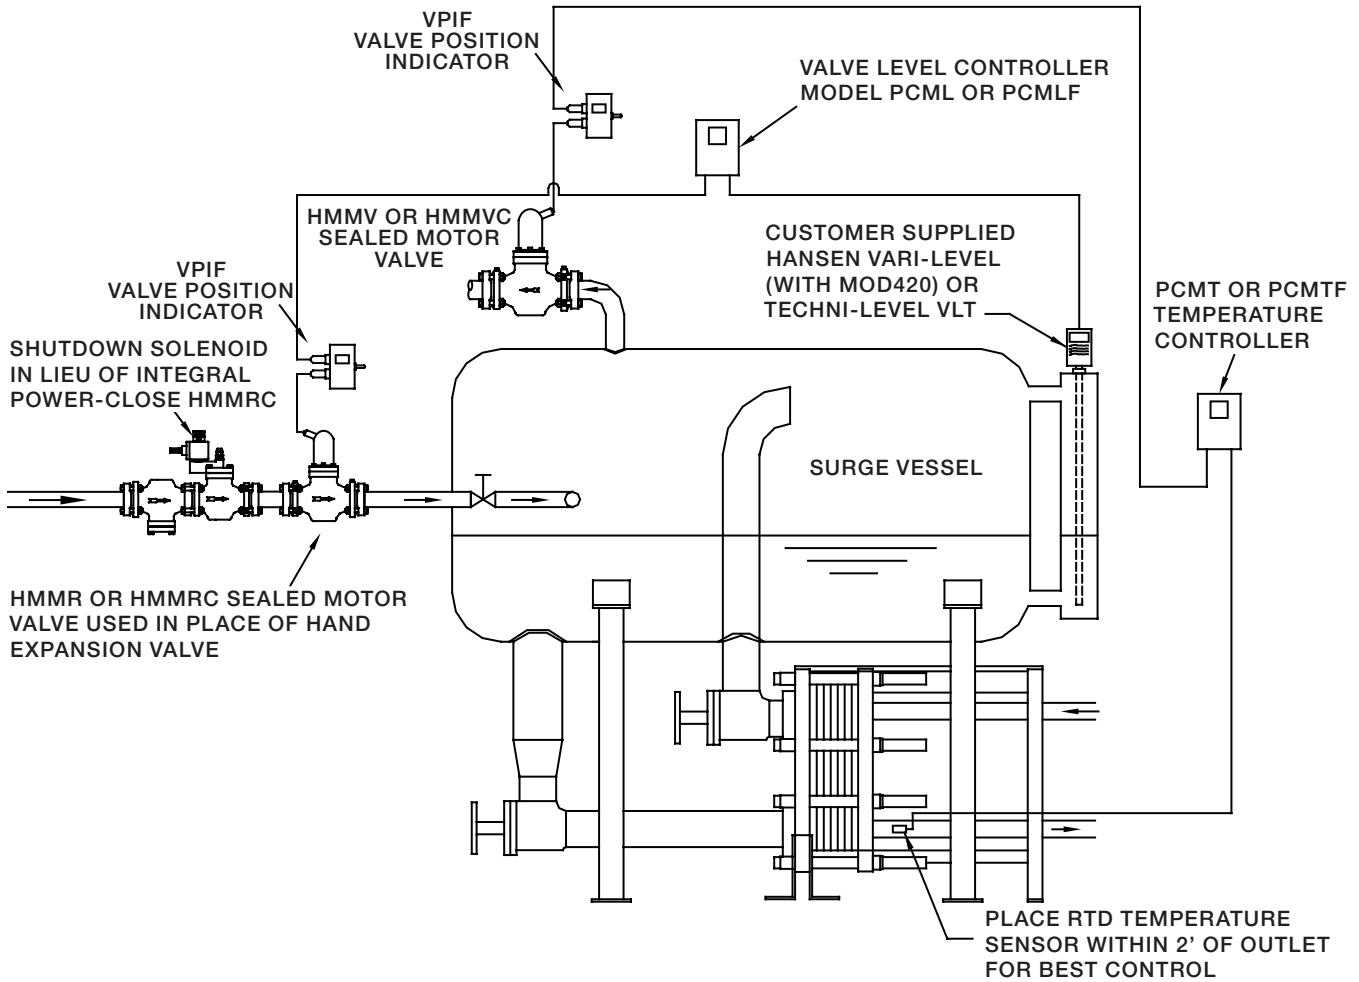 VPIF
VALVE POSITION
INDICATOR
VALVE LEVEL CONTROLLER
MODEL PCML OR PCMLF
HMMV OR HMMVC
SEALED MOTOR
VALVE
CUSTOMER SUPPLIED
HANSEN VARI-LEVEL
(WITH MOD420) OR
TECHNI-LEVEL VLT
VPIF
VALVE POSITION
INDICATOR
PCMT OR PCMTF
TEMPERATURE
CONTROLLER
SHUTDOWN SOLENOID
IN LIEU OF INTEGRAL
POWER-CLOSE HMMRC
SURGE VESSEL
HMMR OR HMMRC SEALED MOTOR
VALVE USED IN PLACE OF HAND
EXPANSION VALVE
PLACE RTD TEMPERATURE
SENSOR WITHIN 2’ OF OUTLET
FOR BEST CONTROL